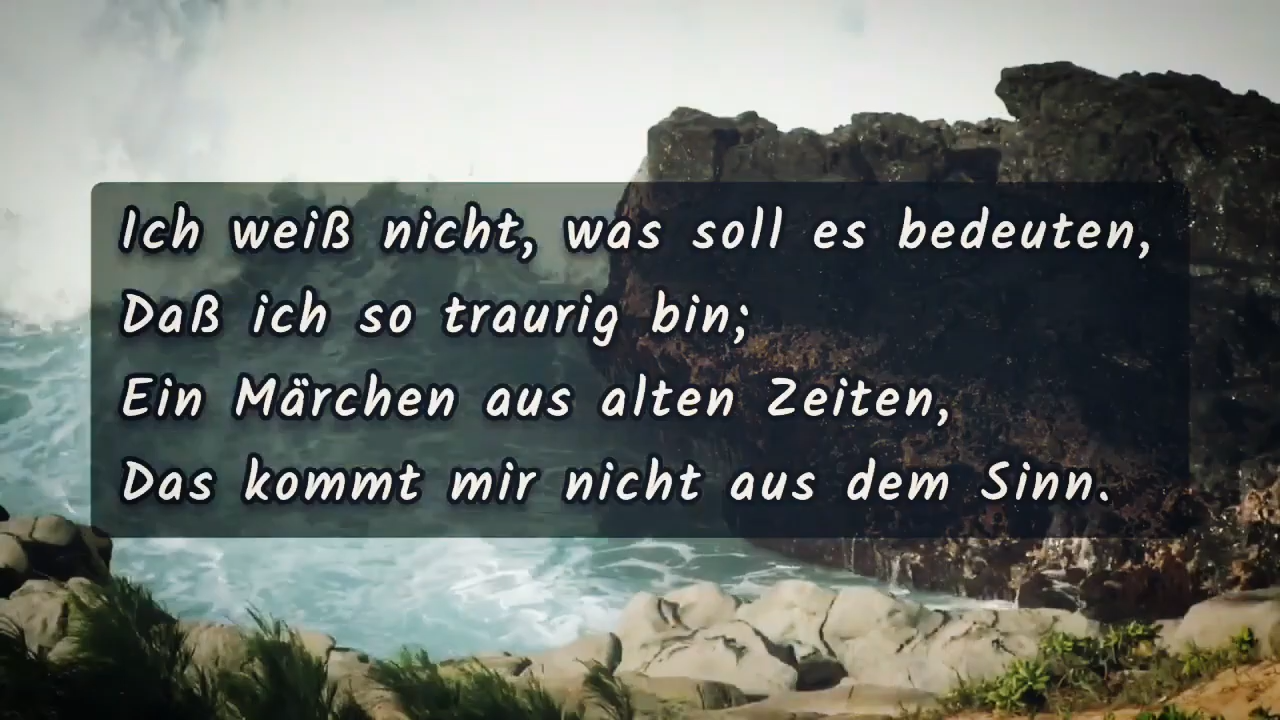 Ich weiß nicht, was soll es bedeuten,
Daß ich so traurig bin;
Ein Märchen aus alten Zeiten,
Das kommt mir nicht aus dem Sinn.